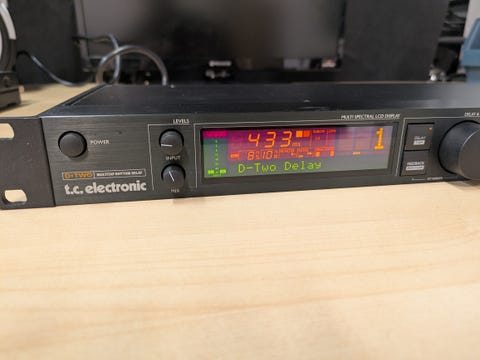 LEVELS
MULTI SPECTRAL LCD DISPLAY
POWER
INPUT
MIX
D·TWO MULTITAP RHYTHM DELAY
t.c. electronic
433
1
D-Two Delay
DELAY
FEEDBACK